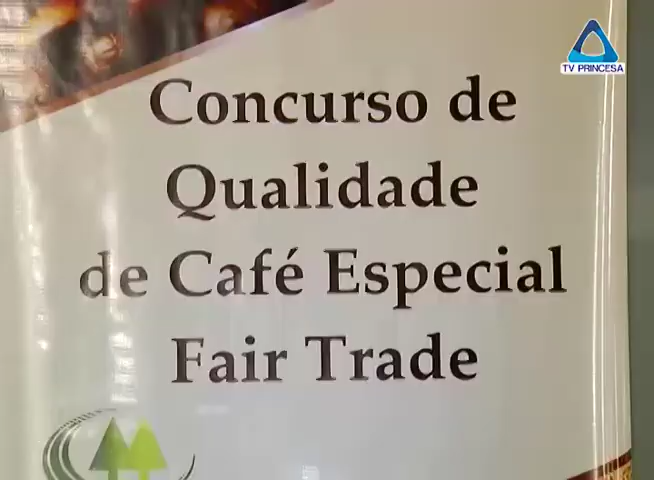 TV PRINCESA
Concurso de
Qualidade
de Café Especial
Fair Trade